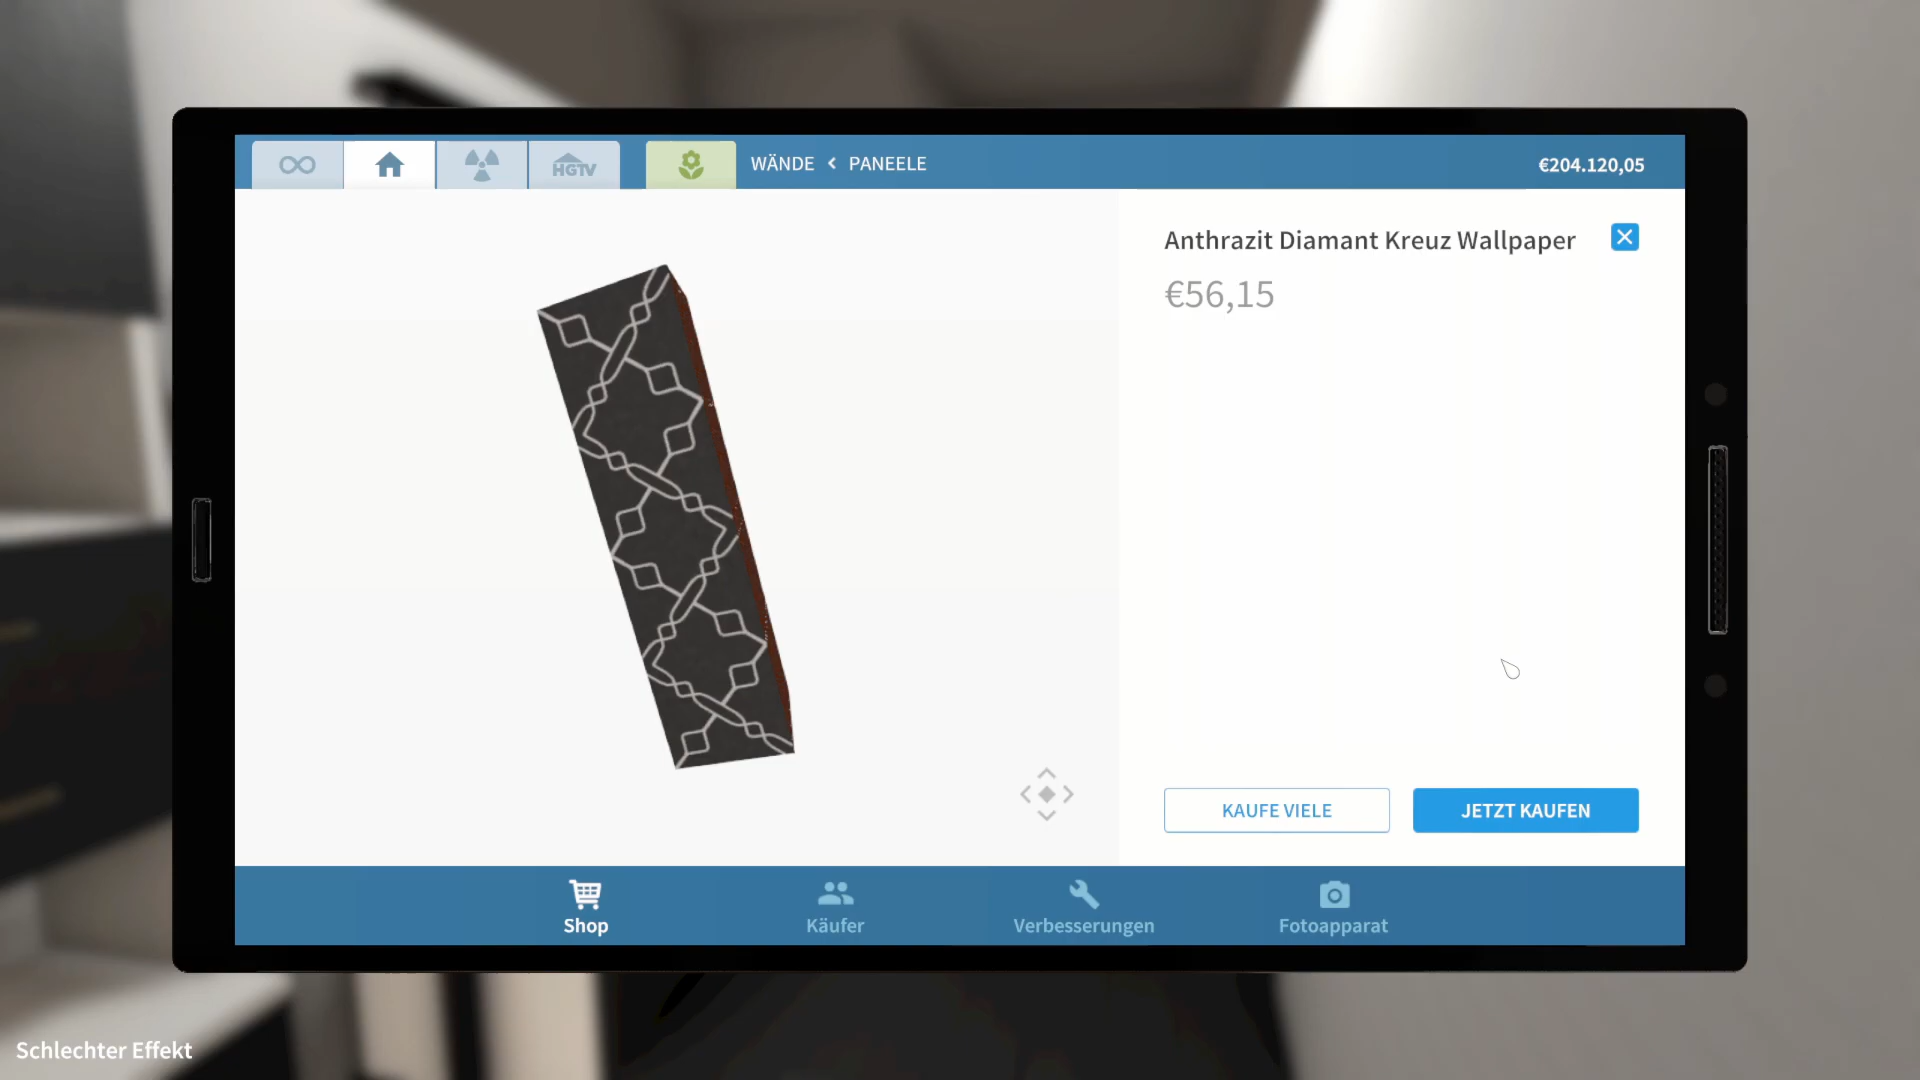 HGTV
WÄNDE < PANEELE
€204.120,05
Anthrazit Diamant Kreuz Wallpaper
€56,15
KAUFE VIELE
JETZT KAUFEN
Shop
Käufer
Verbesserungen
Fotoapparat
Schlechter Effekt